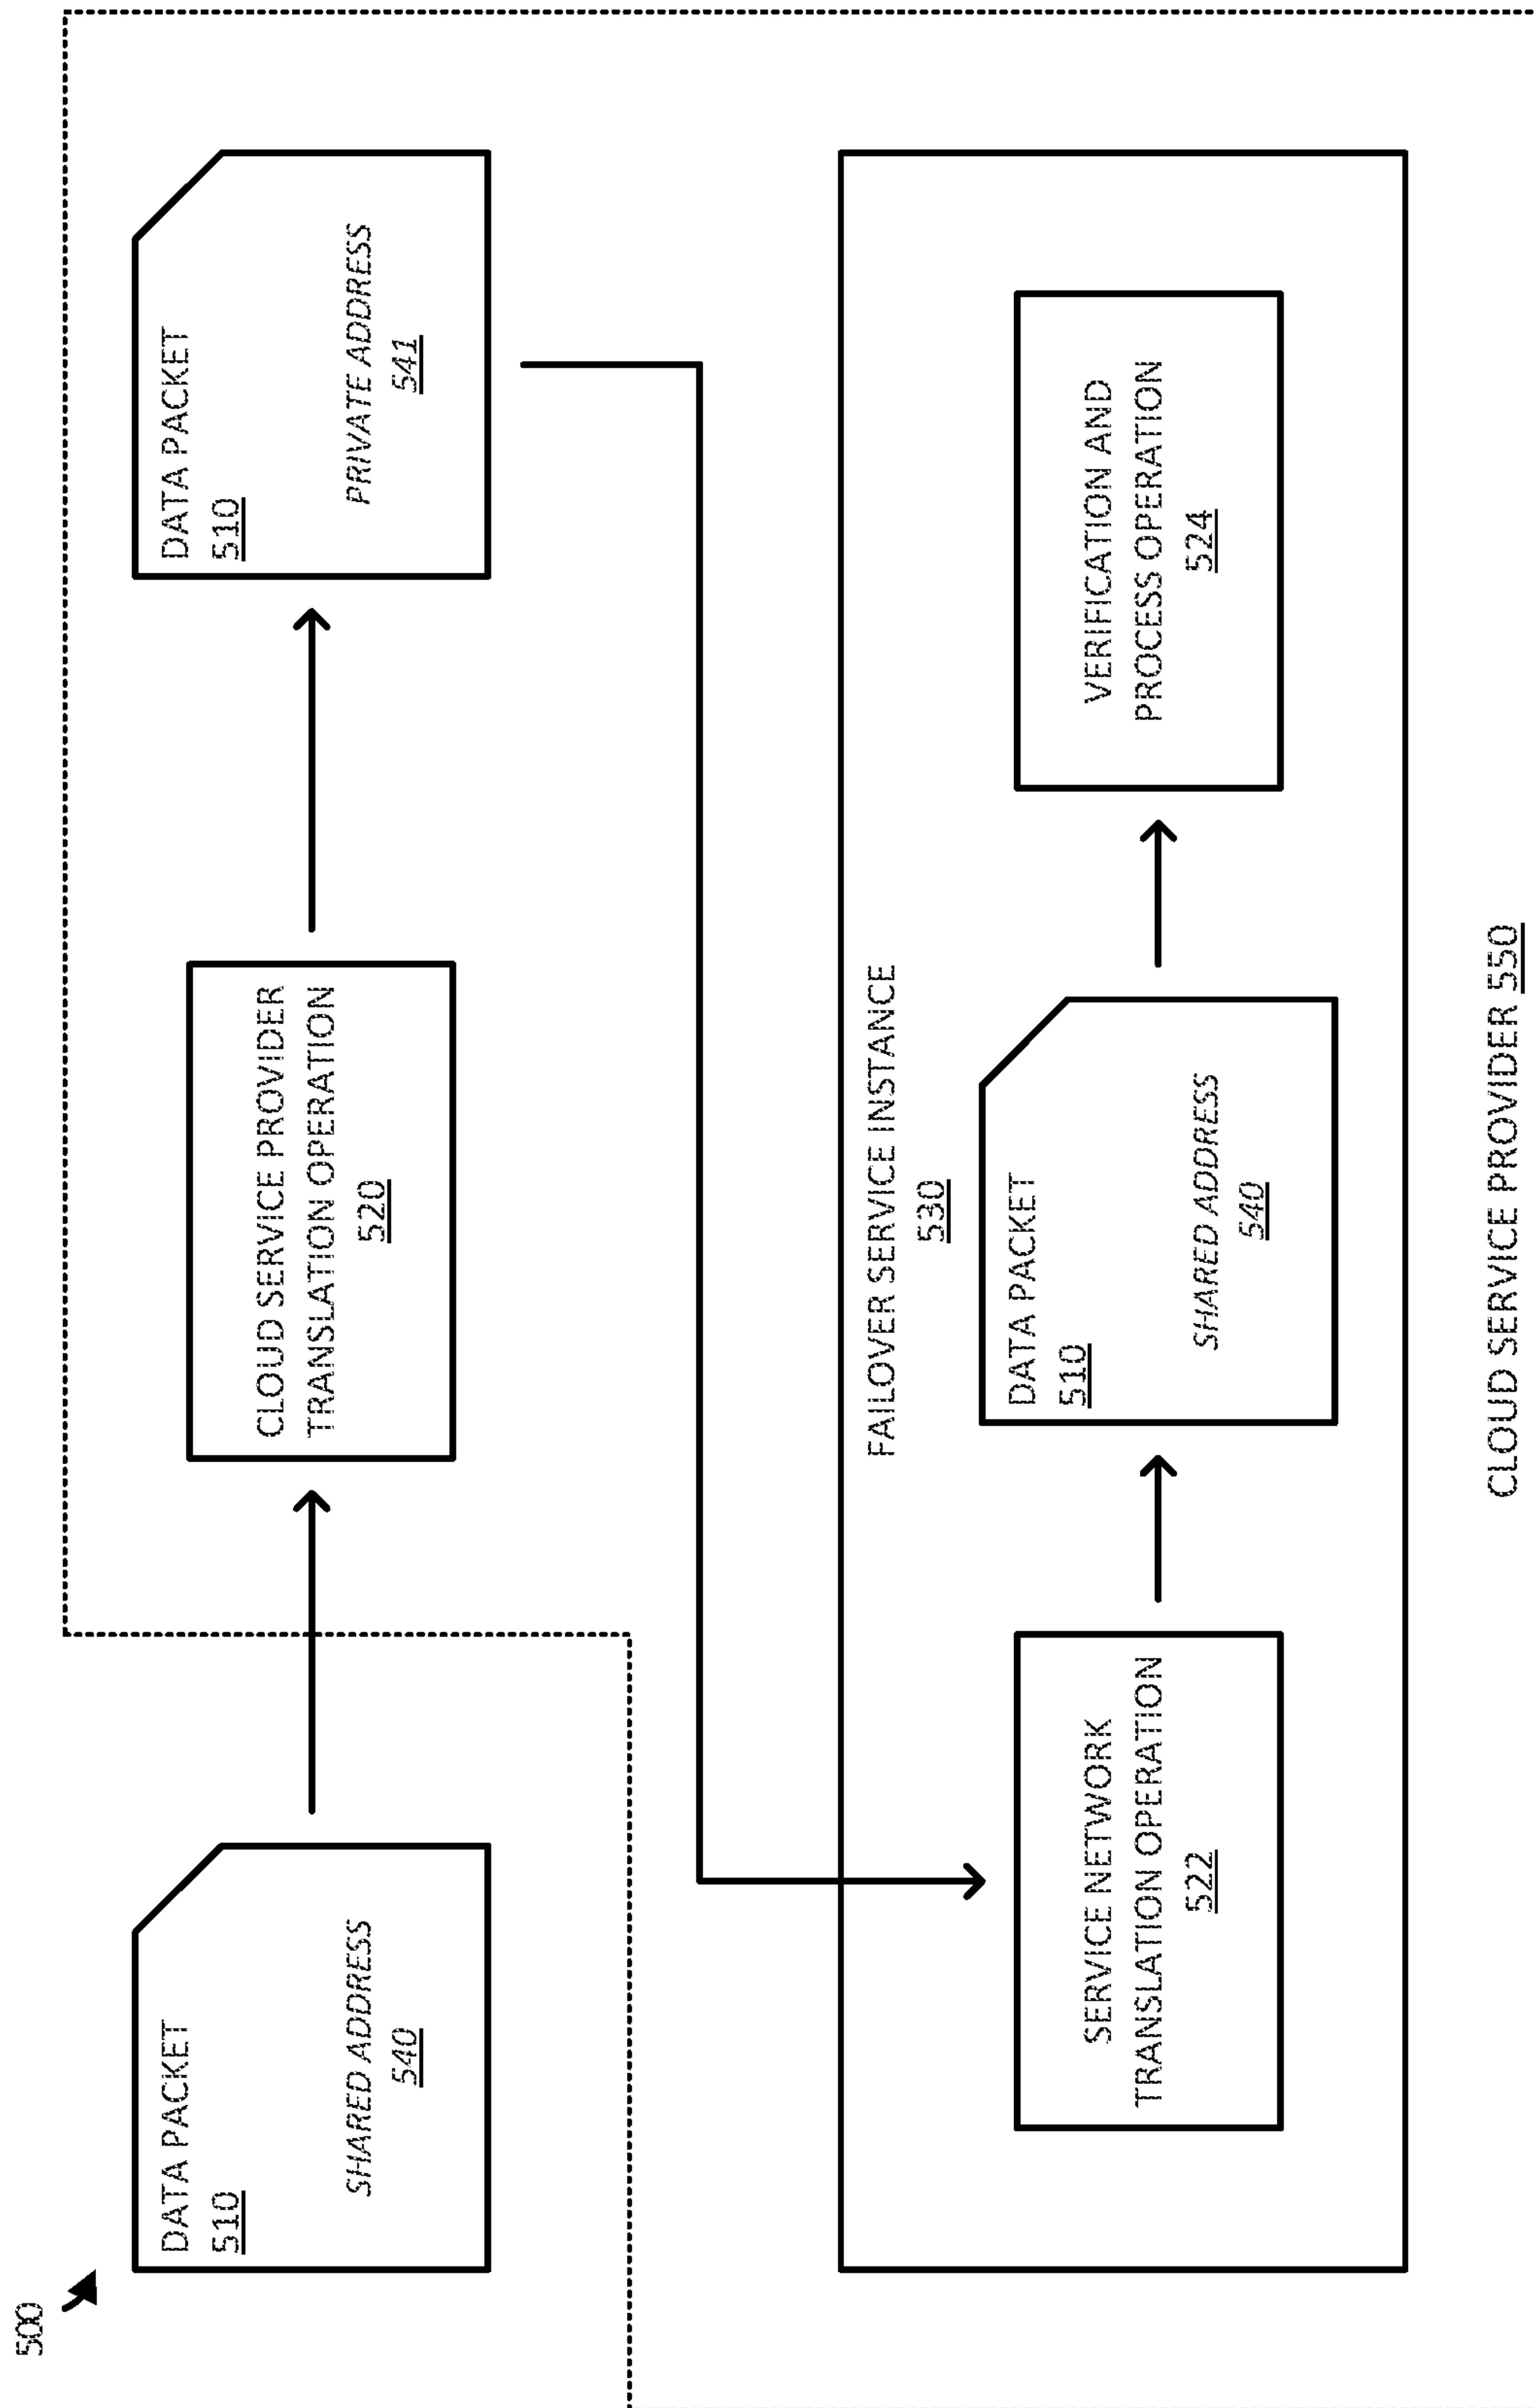 500
DATA PACKET
510
SHARED ADDRESS
540
CLOUD SERVICE PROVIDER
TRANSLATION OPERATION
520
DATA PACKET
510
PRIVATE ADDRESS
541
FAILOVER SERVICE INSTANCE
530
SERVICE NETWORK
TRANSLATION OPERATION
522
DATA PACKET
510
SHARED ADDRESS
540
VERIFICATION AND
PROCESS OPERATION
524
CLOUD SERVICE PROVIDER 550